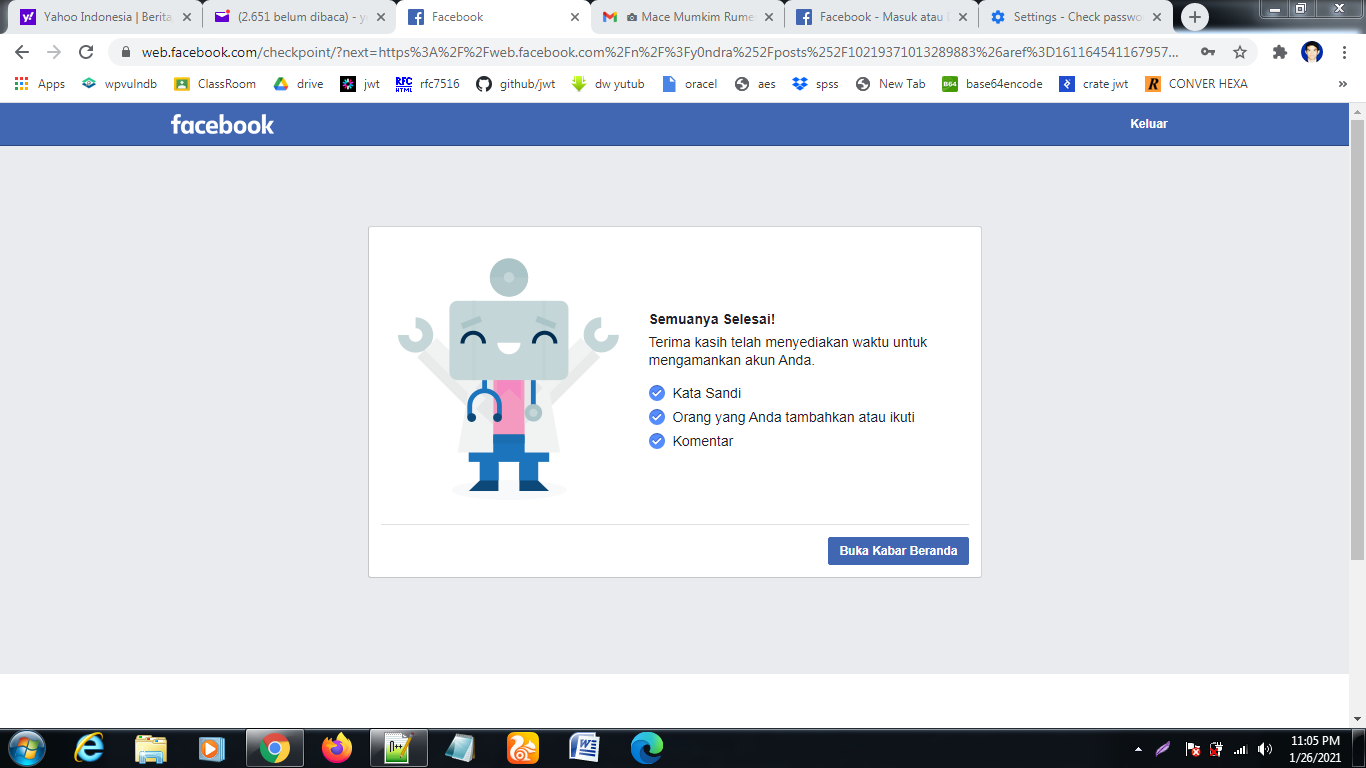 Yahoo Indonesia | Berita,
(2.651 belum dibaca) - y
Facebook
Mace Mumkim Rume
Facebook - Masuk atau
Settings - Check passwo
web.facebook.com/checkpoint/?next=https%3A%2F%2Fweb.facebook.com%2Fn%2F%3Fy0ndra%252Fposts%252F10219371013289883%26aref%3D161164541167957...
Apps
wpvulndb
ClassRoom
drive
jwt
RFC HTML
rfc7516
github/jwt
dw yutub
oracel
aes
spss
New Tab
B64
base64encode
crate jwt
R
CONVER HEXA
»
facebook
Keluar
Semuanya Selesai!
Terima kasih telah menyediakan waktu untuk
mengamankan akun Anda.
Kata Sandi
Orang yang Anda tambahkan atau ikuti
Komentar
Buka Kabar Beranda
11:05 PM
1/26/2021